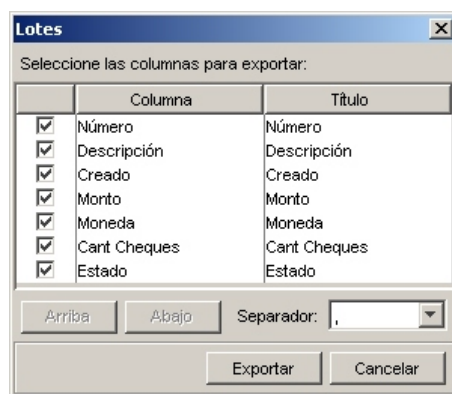 Lotes
Seleccione las columnas para exportar:
Columna Título
Número Número
Descripción Descripción
Creado Creado
Monto Monto
Moneda Moneda
Cant Cheques Cant Cheques
Estado Estado
Arriba Abajo Separador: ,
Exportar Cancelar